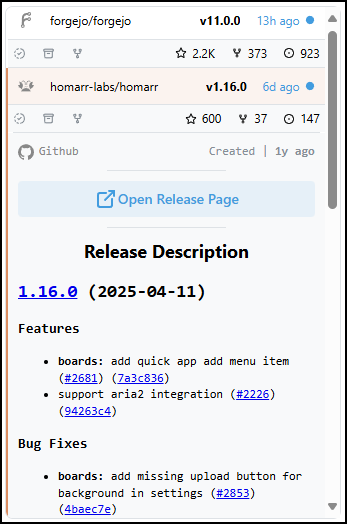 forgejo/forgejo v11.0.0 13h ago
2.2K 373 923
homarr-labs/homarr v1.16.0 6d ago
600 37 147
Github Created | 1y ago
Open Release Page
Release Description
1.16.0 (2025-04-11)
Features
• boards: add quick app add menu item
(#2681) (7a3c836)
• support aria2 integration (#2226)
(94263c4)
Bug Fixes
• boards: add missing upload button for
background in settings (#2853)
(4baec7e)